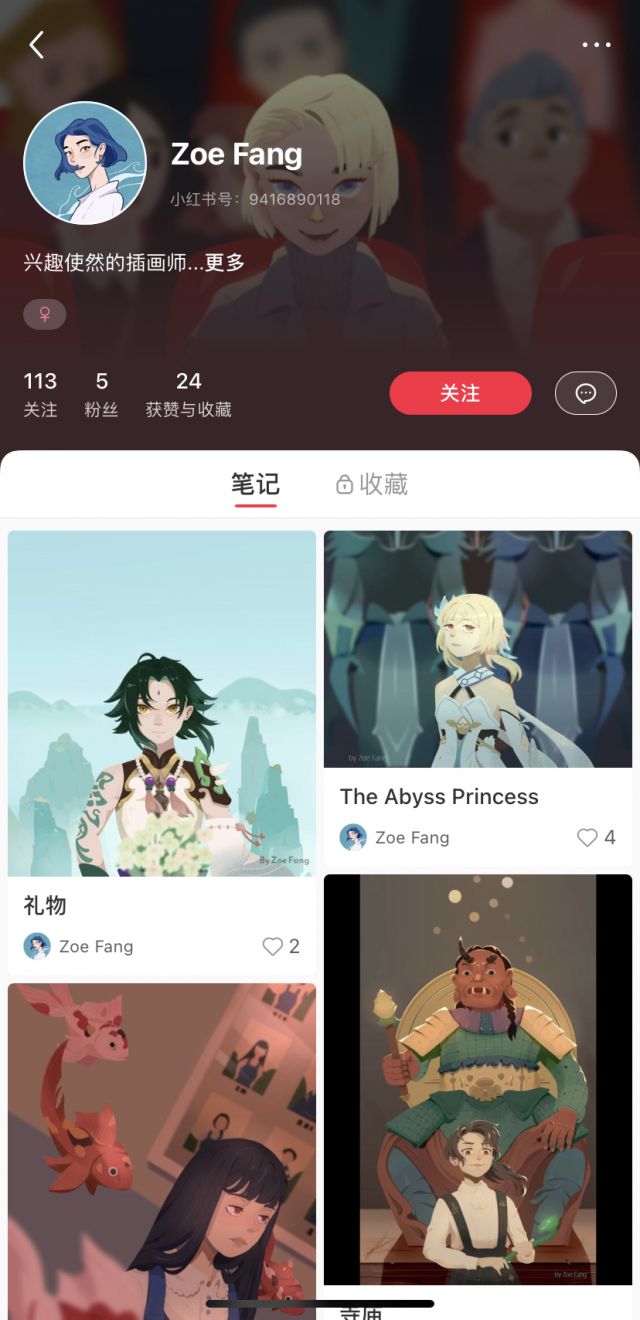 Zoe Fang
小红书号：9416890118
兴趣使然的插画师...更多
113 5 24
关注 粉丝 获赞与收藏
关注
笔记 收藏
by Zoe Fang
The Abyss Princess
Zoe Fang 4
By Zoe Fang
礼物
Zoe Fang 2
by Zoe Fang
寺庙